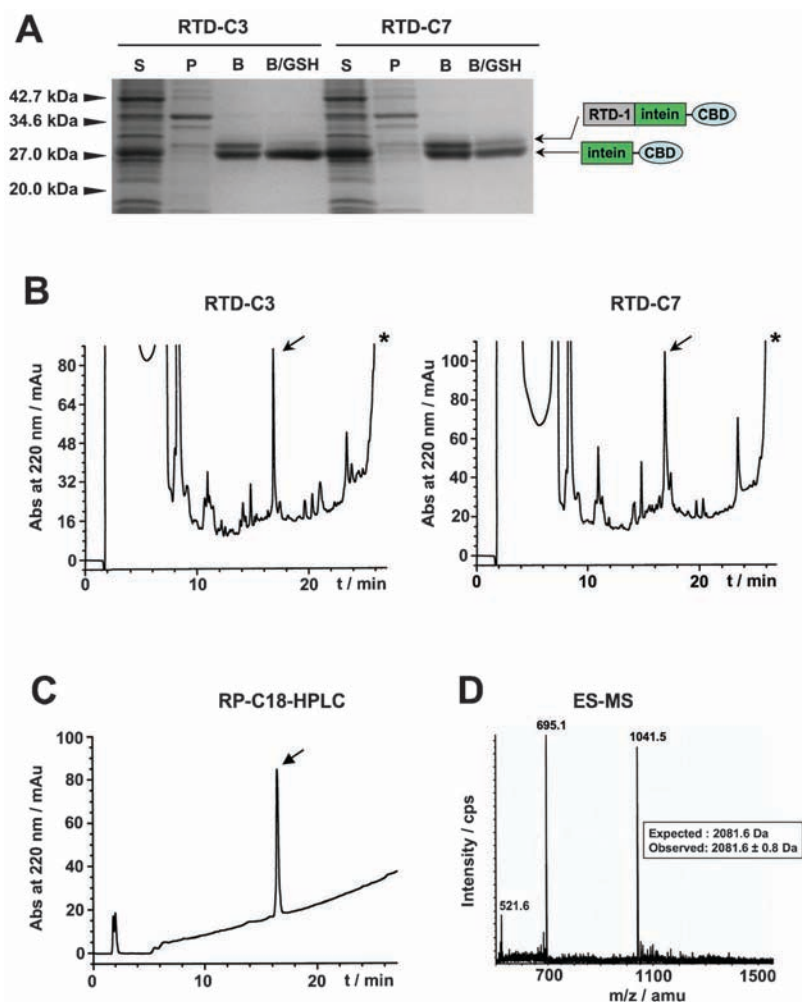 A
RTD-C3 RTD-C7
S P B B/GSH S P B B/GSH
42.7 kDa
34.6 kDa
27.0 kDa
20.0 kDa
RTD-1 intein CBD
intein CBD
B
RTD-C3
RTD-C7
Abs at 220 nm / mAu
80
64
48
32
16
0
0 10 20
t / min
*
Abs at 220 nm / mAu
100
80
60
40
20
0
0 10 20
t / min
*
C
RP-C18-HPLC
Abs at 220 nm / mAu
100
80
60
40
20
0
0 10 20
t / min
D
ES-MS
Intensity / cps
521.6
695.1
1041.5
Expected : 2081.6 Da
Observed: 2081.6 ± 0.8 Da
700 1100 1500
m/z / amu